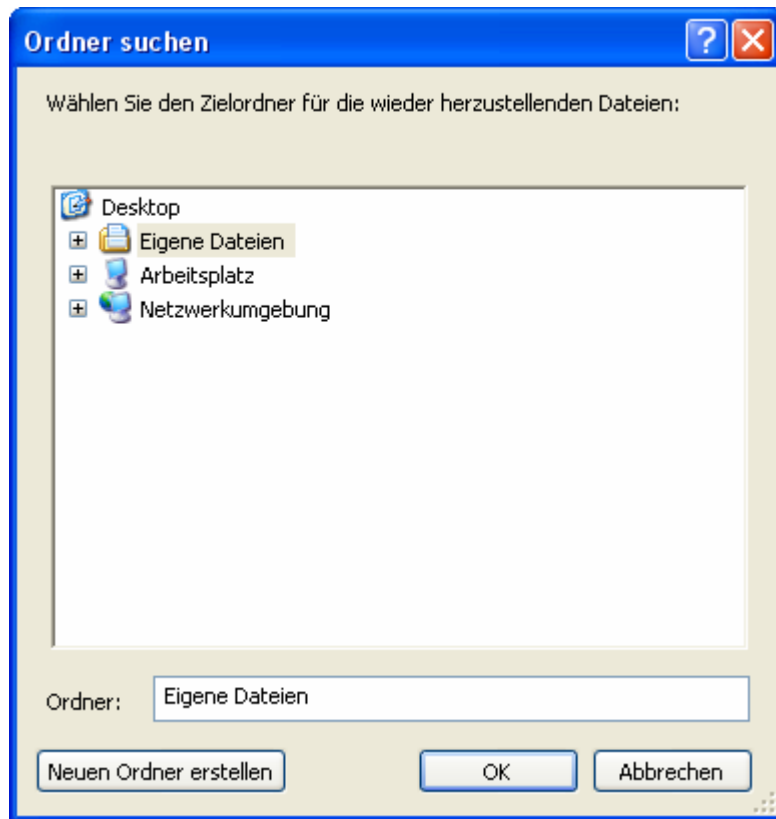 Ordner suchen
Wählen Sie den Zielordner für die wieder herzustellenden Dateien:
Desktop
Eigene Dateien
Arbeitsplatz
Netzwerkumgebung
Ordner: Eigene Dateien
Neuen Ordner erstellen OK Abbrechen